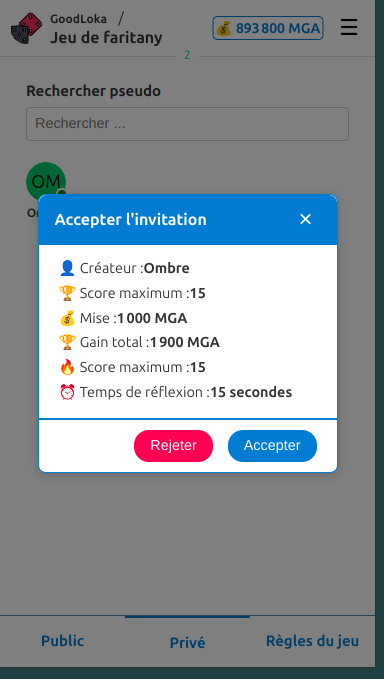 GoodLoka /
Jeu de faritany
893 800 MGA
2
Rechercher pseudo
Rechercher ...
OM
Accepter l'invitation
Créateur :Ombre
Score maximum :15
Mise :1 000 MGA
Gain total :1 900 MGA
Score maximum :15
Temps de réflexion :15 secondes
Rejeter
Accepter
Public
Privé
Règles du jeu